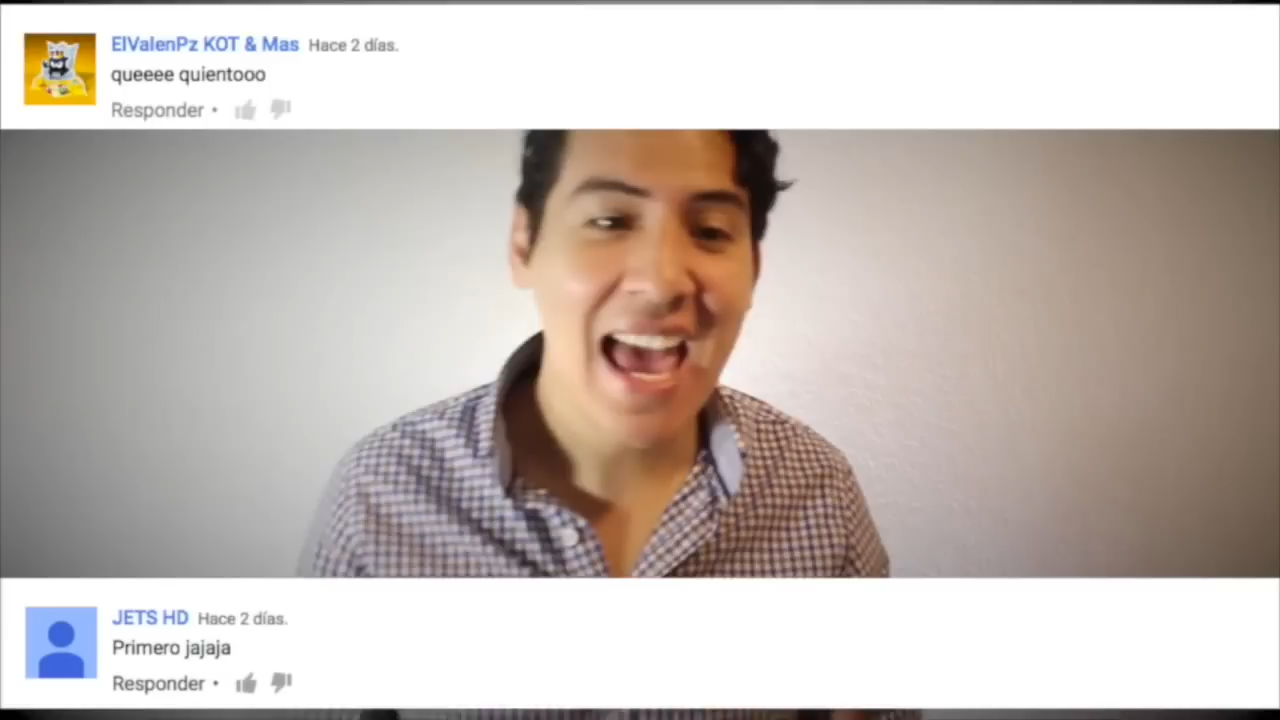 ElValenPz KOT & Mas Hace 2 días.
queeee quientooo
Responder •
JETS HD Hace 2 días.
Primero jajaja
Responder •